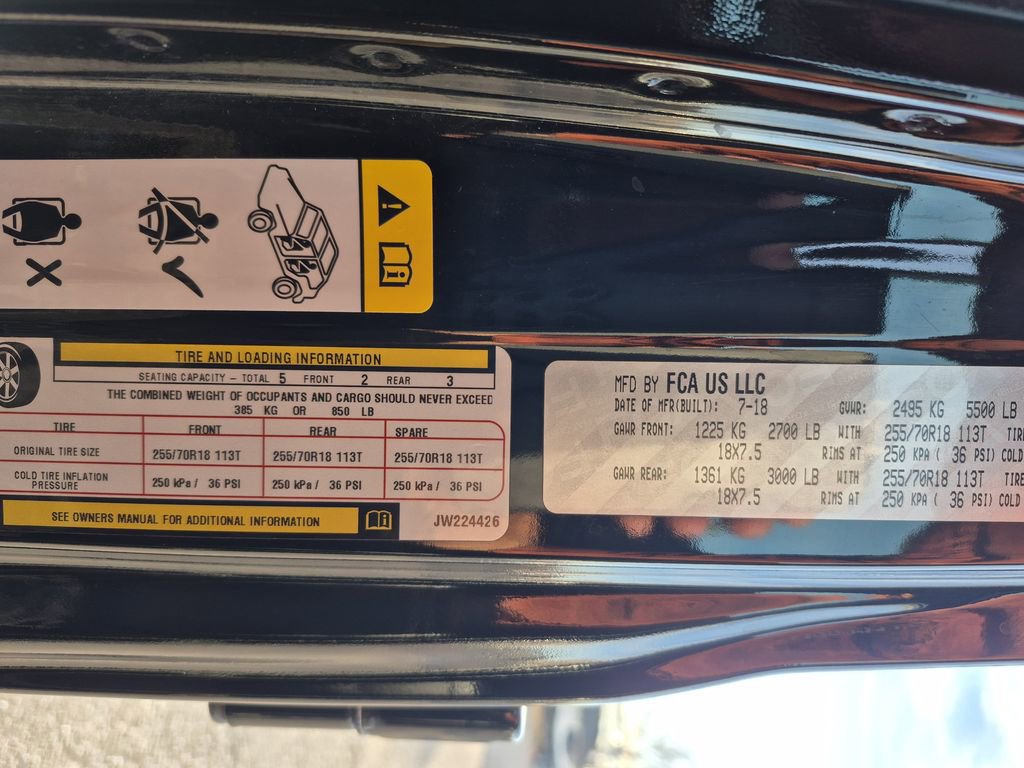 TIRE AND LOADING INFORMATION
SEATING CAPACITY – TOTAL 5 FRONT 2 REAR 3
THE COMBINED WEIGHT OF OCCUPANTS AND CARGO SHOULD NEVER EXCEED
385 KG OR 850 LB
TIRE FRONT REAR SPARE
ORIGINAL TIRE SIZE 255/70R18 113T 255/70R18 113T 255/70R18 113T
COLD TIRE INFLATION PRESSURE 250 kPa / 36 PSI 250 kPa / 36 PSI 250 kPa / 36 PSI
SEE OWNERS MANUAL FOR ADDITIONAL INFORMATION
JW224426
MFD BY FCA US LLC
DATE OF MFR(BUILT): 7-18 GVWR: 2495 KG 5500 LB
GAWR FRONT: 1225 KG 2700 LB WITH 255/70R18 113T TIRE
18X7.5 RIMS AT 250 KPA ( 36 PSI) COLD
GAWR REAR: 1361 KG 3000 LB WITH 255/70R18 113T TIRE
18X7.5 RIMS AT 250 KPA ( 36 PSI) COLD